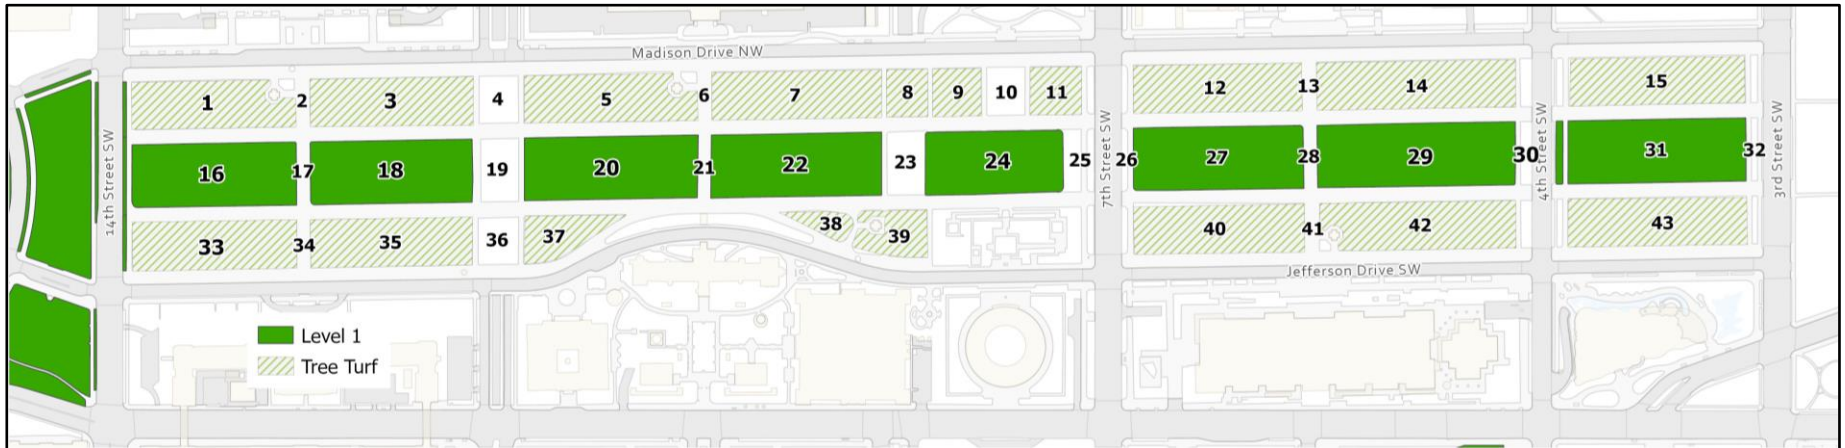 Madison Drive NW
1 2 3 4 5 6 7 8 9 10 11 12 13 14 15
14th Street SW
16 17 18 19 20 21 22 23 24 25 26 27 28 29 30 31 32
7th Street SW
4th Street SW
3rd Street SW
33 34 35 36 37 38 39 40 41 42 43
Jefferson Drive SW
Level 1
Tree Turf